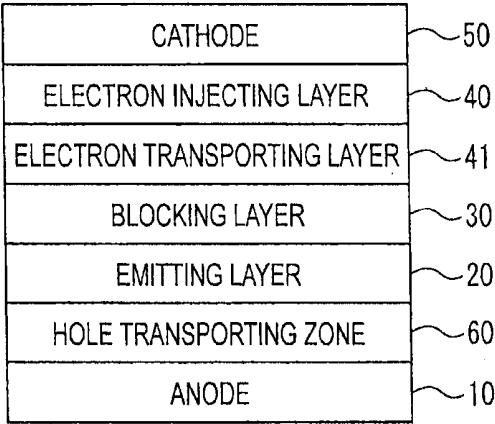 CATHODE 50
ELECTRON INJECTING LAYER 40
ELECTRON TRANSPORTING LAYER 41
BLOCKING LAYER 30
EMITTING LAYER 20
HOLE TRANSPORTING ZONE 60
ANODE 10